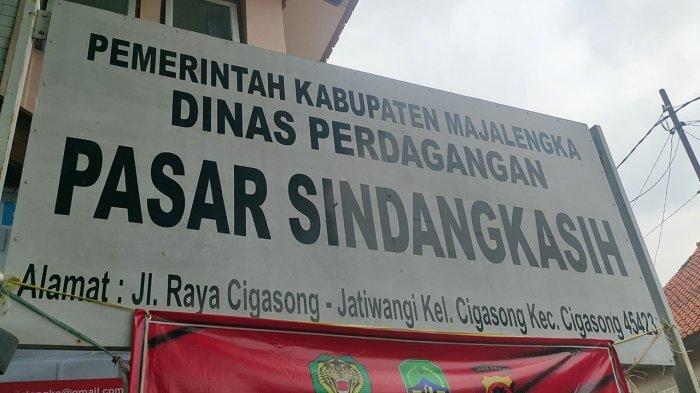 PEMERINTAH KABUPATEN MAJALENGKA
DINAS PERDAGANGAN
PASAR SINDANGKASIH
Alamat : Jl. Raya Cigasong - Jatiwangi Kel. Cigasong Kec. Cigasong 45423